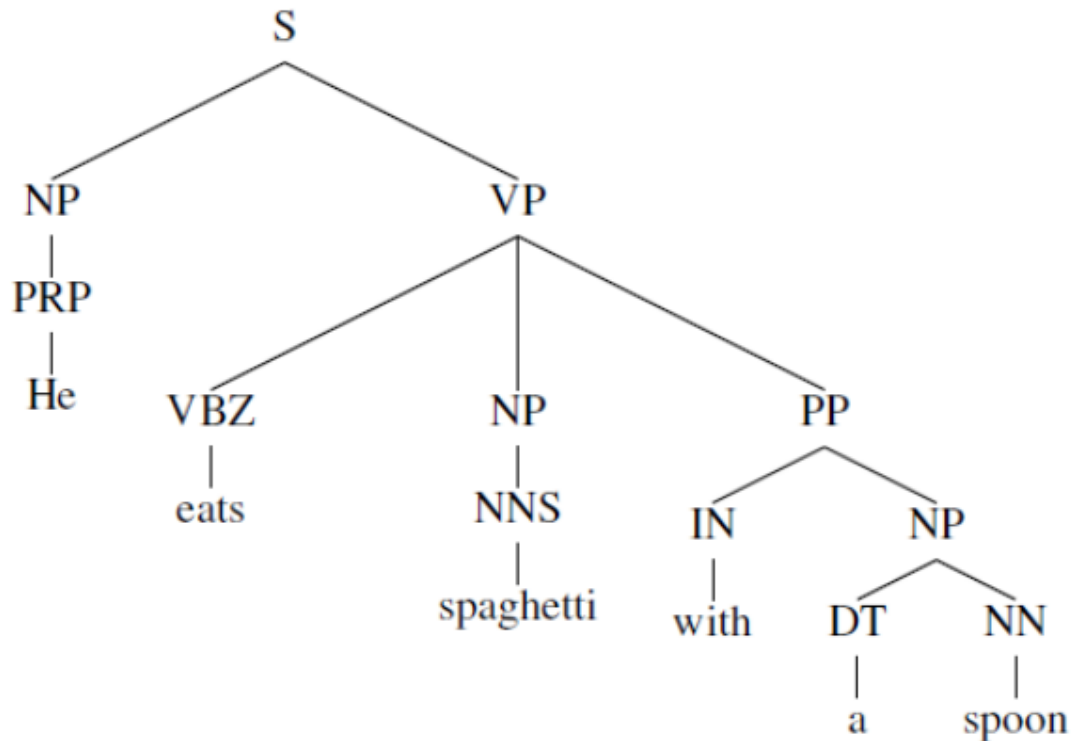 S
NP VP
PRP
He VBZ NP PP
eats NNS IN NP
spaghetti with DT NN
a spoon